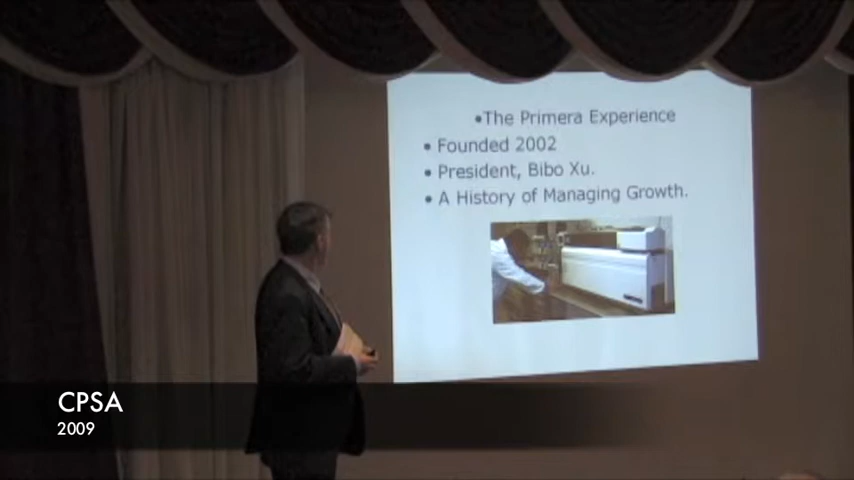 •The Primera Experience
• Founded 2002
• President, Bibo Xu.
• A History of Managing Growth.
CPSA
2009